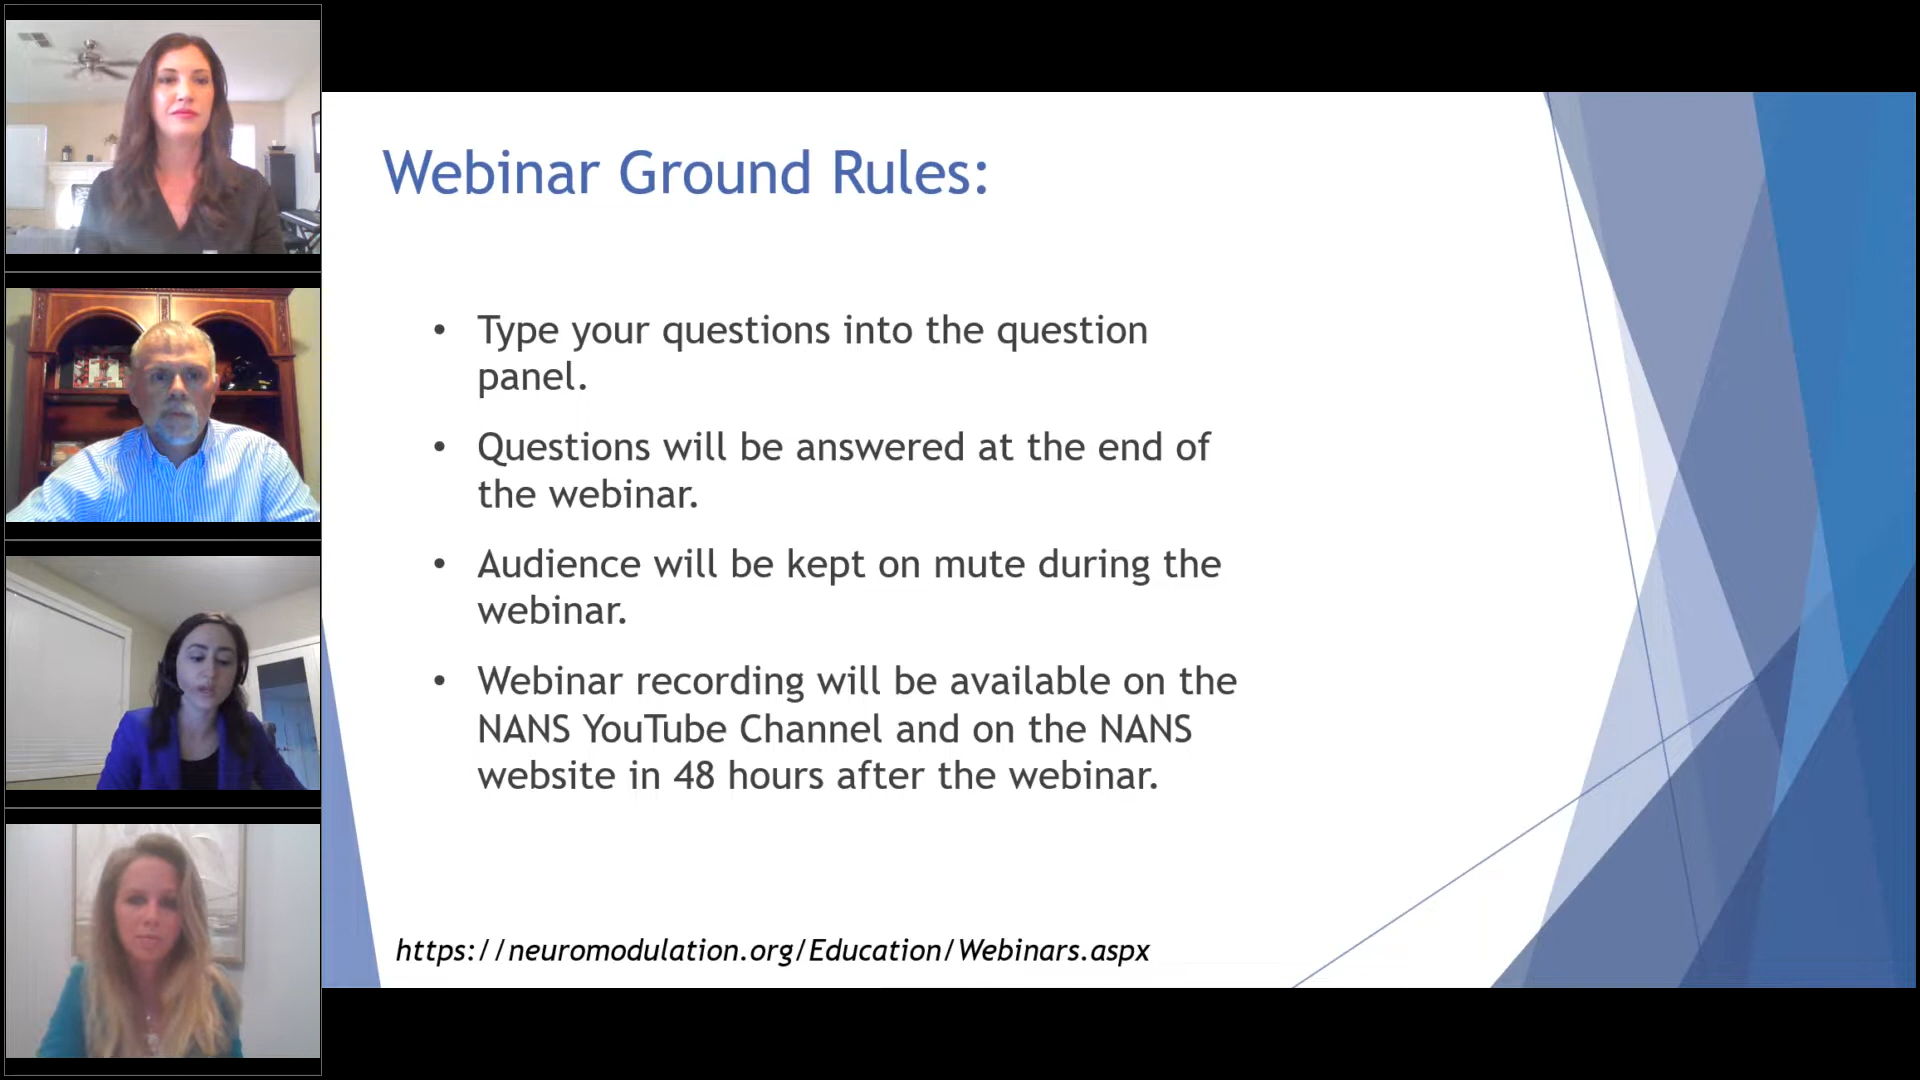 Webinar Ground Rules:
• Type your questions into the question
panel.
• Questions will be answered at the end of
the webinar.
• Audience will be kept on mute during the
webinar.
• Webinar recording will be available on the
NANS YouTube Channel and on the NANS
website in 48 hours after the webinar.
https://neuromodulation.org/Education/Webinars.aspx